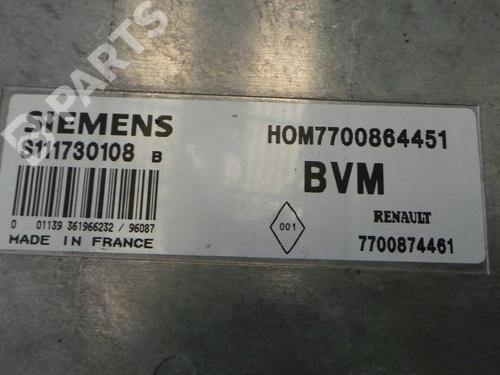 B-PARTS
SIEMENS
S111730108 B
0 01139 361966232 / 96087
MADE IN FRANCE
HOM7700864451
BVM
001
RENAULT
7700874461